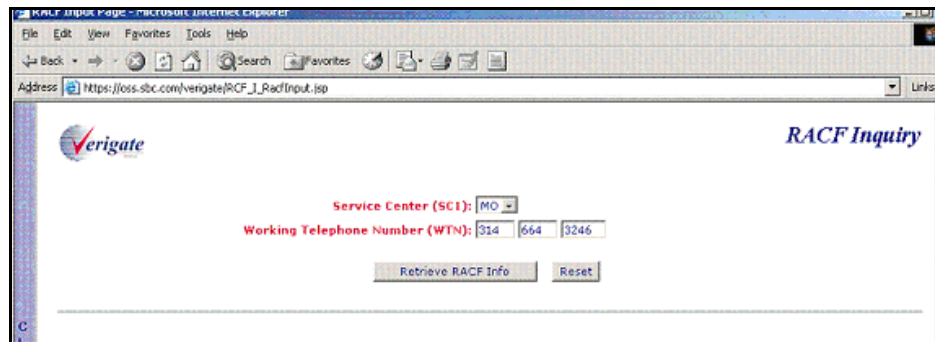 RACF Input Page - Microsoft Internet Explorer
File Edit View Favorites Tools Help
Back Search Favorites
Address https://oss.sbc.com/verigate/RCF_I_RacfInput.jsp Links
Verigate
RACF Inquiry
Service Center (SC1): MO
Working Telephone Number (WTN): 314 664 3246
Retrieve RACF Info Reset
C